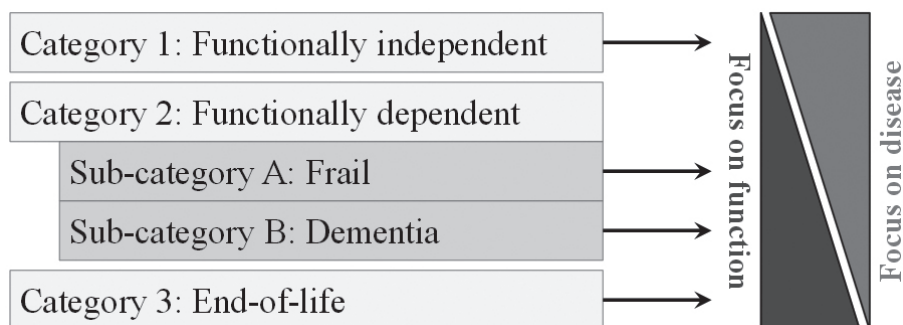 Category 1: Functionally independent
Category 2: Functionally dependent
Sub-category A: Frail
Sub-category B: Dementia
Category 3: End-of-life
Focus on function
Focus on disease